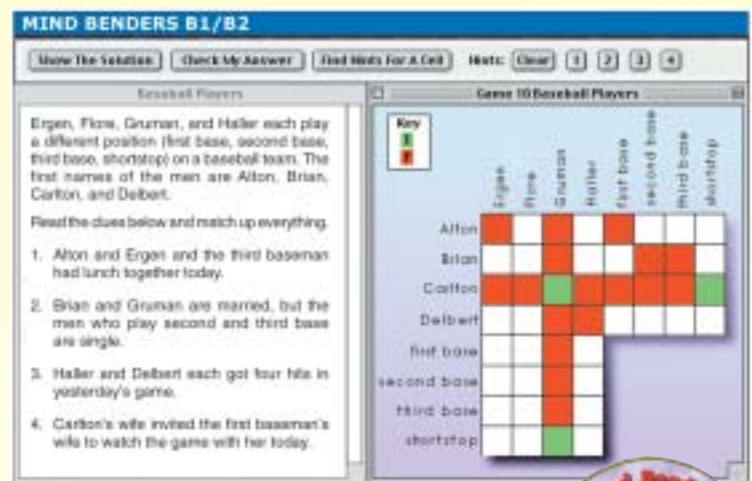 MIND BENDERS B1/B2
Show The Solution
Check My Answer
Find Hints For A Cell
Hints:
Clear
1
2
3
4
Baseball Players
Ergen, Flore, Gruman, and Haller each play
a different position (first base, second base,
third base, shortstop) on a baseball team. The
first names of the men are Alton, Brian,
Carlton, and Delbert.
Read the clues below and match up everything.
1. Alton and Ergen and the third baseman
had lunch together today.
2. Brian and Gruman are married, but the
men who play second and third base
are single.
3. Haller and Delbert each got four hits in
yesterday's game.
4. Carlton's wife invited the first baseman's
wife to watch the game with her today.
Game 10 Baseball Players
Key
T
F
Ergen
Flore
Gruman
Haller
first base
second base
third base
shortstop
Alton
Brian
Carlton
Delbert
first base
second base
third base
shortstop